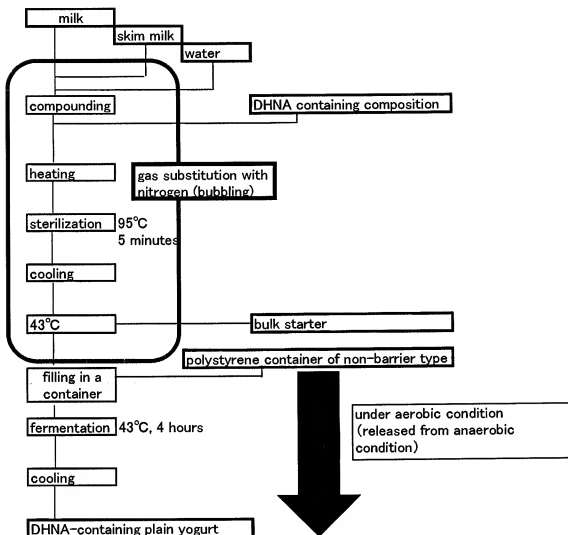 milk
skim milk
water
compounding
DHNA containing composition
heating
gas substitution with
nitrogen (bubbling)
sterilization
95℃
5 minutes
cooling
43℃
bulk starter
polystyrene container of non-barrier type
filling in a
container
under aerobic condition
(released from anaerobic
condition)
fermentation
43℃, 4 hours
cooling
DHNA-containing plain yogurt